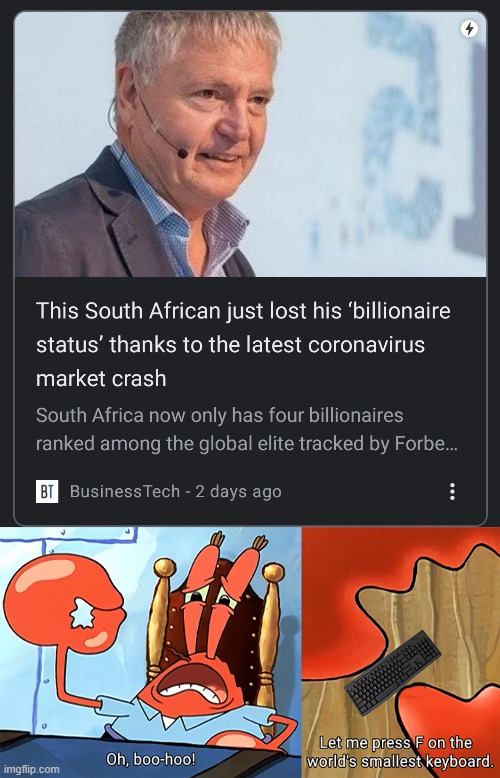 This South African just lost his ‘billionaire
status’ thanks to the latest coronavirus
market crash
South Africa now only has four billionaires
ranked among the global elite tracked by Forbe...
BT BusinessTech - 2 days ago
Oh, boo-hoo!
Let me press F on the
world's smallest keyboard.
imgflip.com